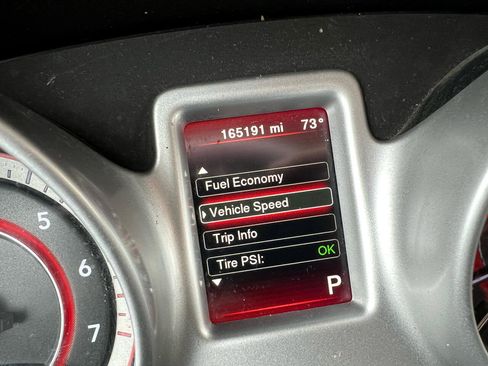 165191 mi 73°
Fuel Economy
Vehicle Speed
Trip Info
Tire PSI: OK
P
5
6
7